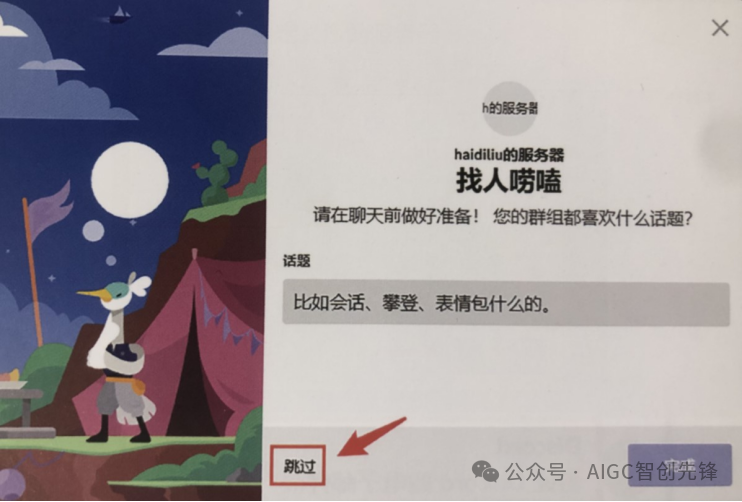 h的服务器
haidiliu的服务器
找人唠嗑
请在聊天前做好准备！ 您的群组都喜欢什么话题？
话题
比如会话、攀登、表情包什么的。
跳过
完成
公众号 · AIGC智创先锋